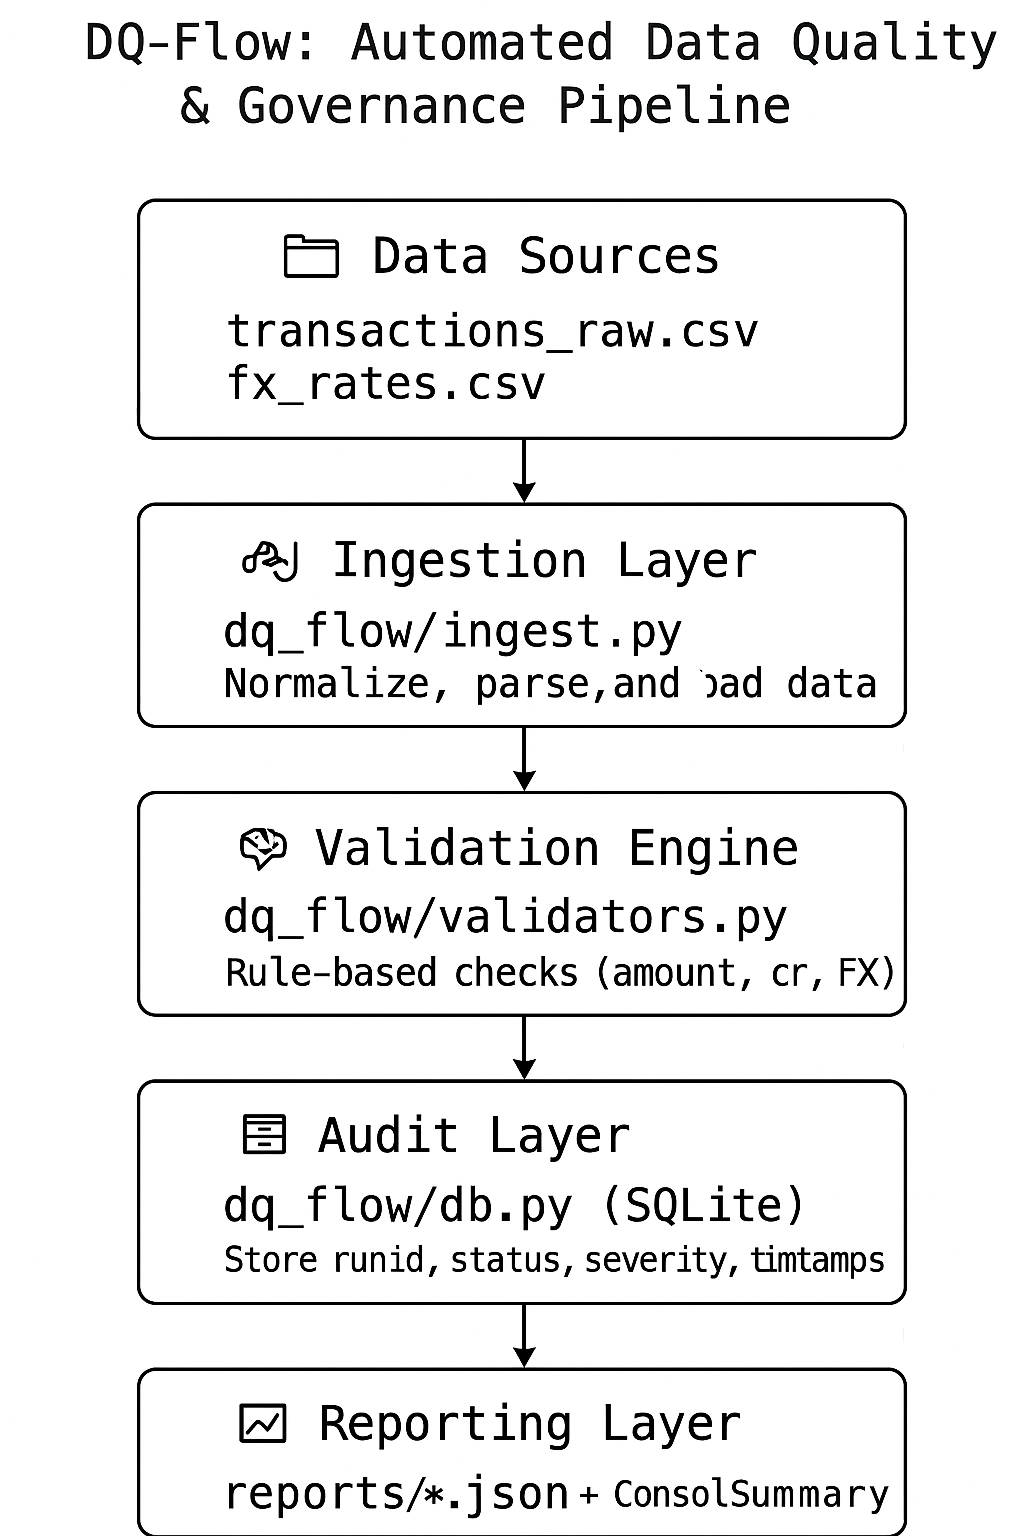 DQ-Flow: Automated Data Quality
& Governance Pipeline
Data Sources
transactions_raw.csv
fx_rates.csv
Ingestion Layer
dq_flow/ingest.py
Normalize, parse,and data
Validation Engine
dq_flow/validators.py
Rule-based checks (amount, cr, FX)
Audit Layer
dq_flow/db.py (SQLite)
Store runid, status, severity, timtamps
Reporting Layer
reports/*.json + ConsolSummary